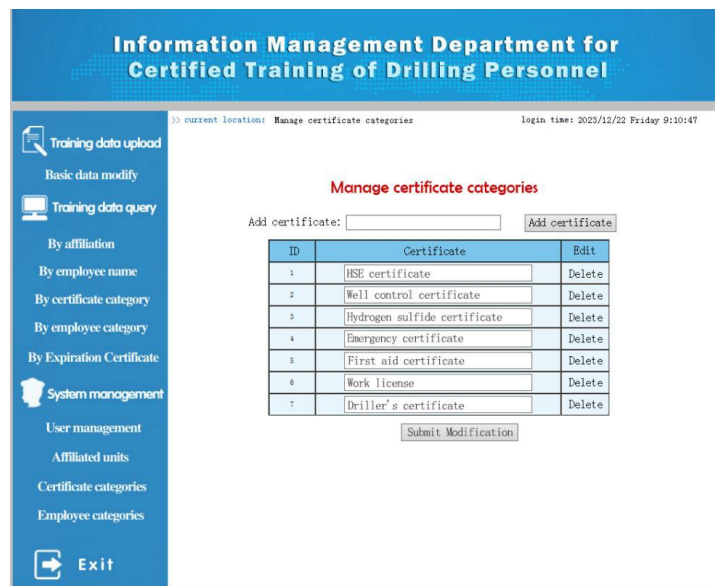 Information Management Department for
Certified Training of Drilling Personnel
>> current location: Manage certificate categories login time: 2023/12/22 Friday 9:10:47
Training data upload
Basic data modify
Training data query
By affiliation
By employee name
By certificate category
By employee category
By Expiration Certificate
System management
User management
Affiliated units
Certificate categories
Employee categories
Exit
Manage certificate categories
Add certificate: Add certificate
ID Certificate Edit
1 HSE certificate Delete
2 Well control certificate Delete
3 Hydrogen sulfide certificate Delete
4 Emergency certificate Delete
5 First aid certificate Delete
6 Work license Delete
7 Driller's certificate Delete
Submit Modification